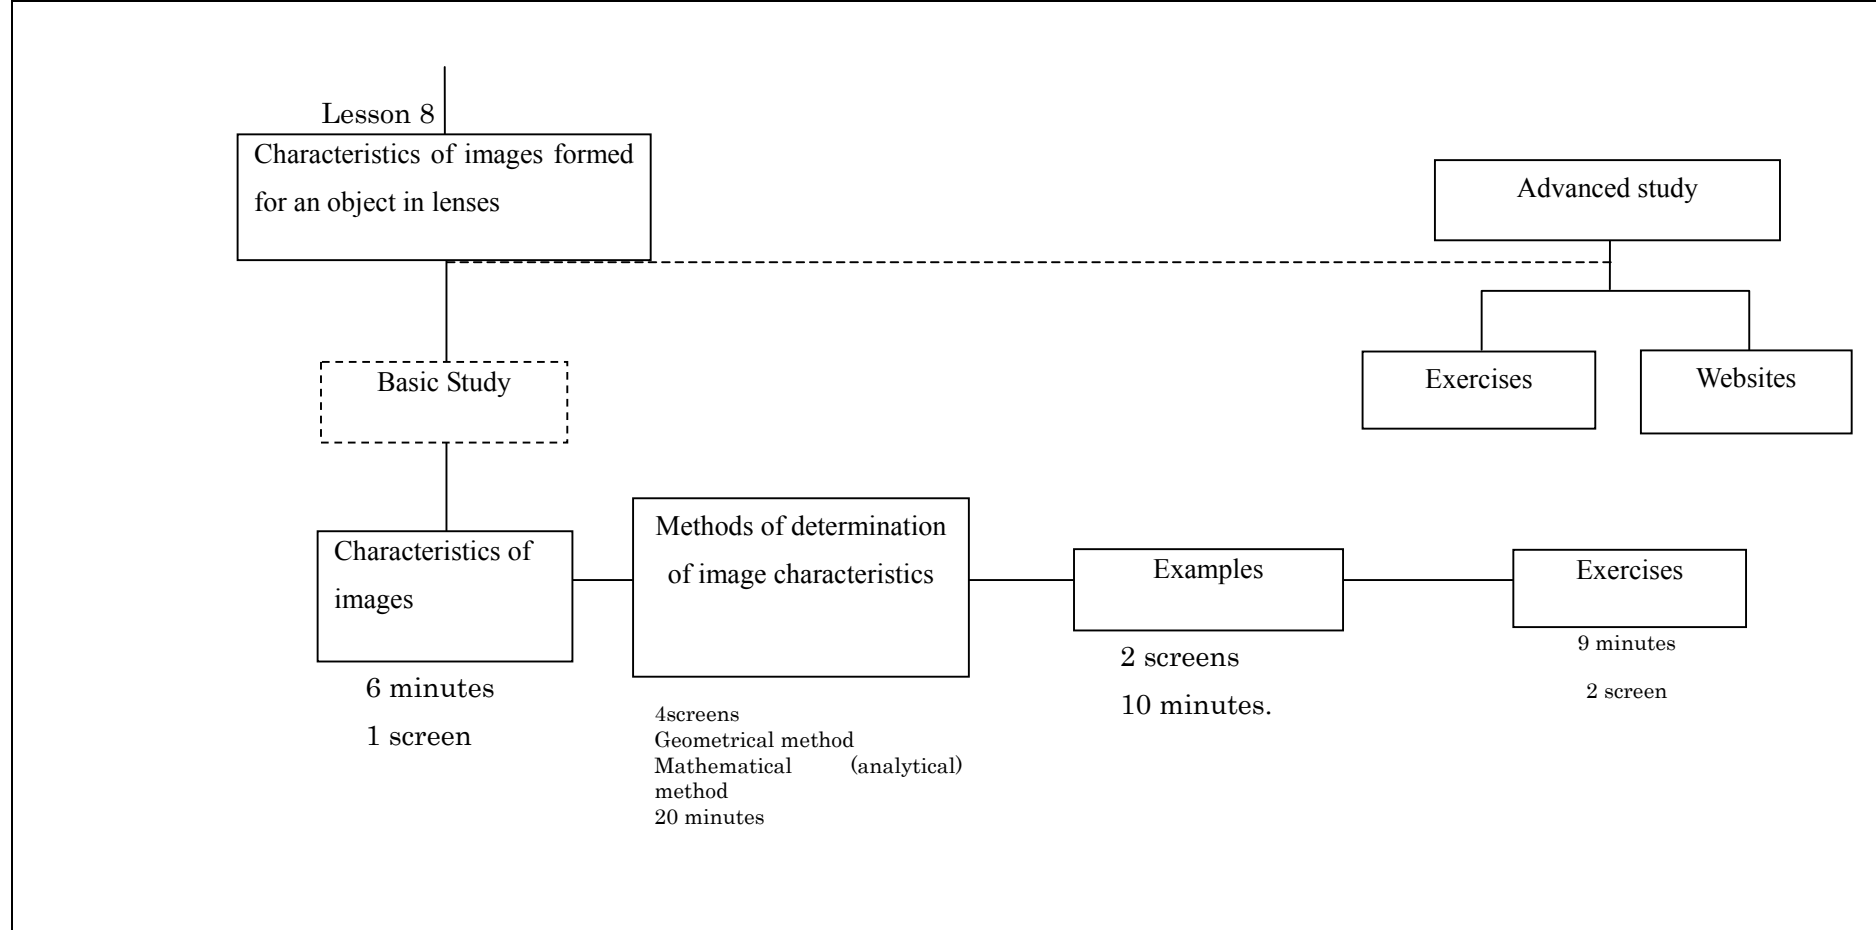 Lesson 8
Characteristics of images formed
for an object in lenses
Advanced study
Exercises
Websites
Basic Study
Characteristics of
images
6 minutes
1 screen
Methods of determination
of image characteristics
4screens
Geometrical method
Mathematical (analytical)
method
20 minutes
Examples
2 screens
10 minutes.
Exercises
9 minutes
2 screen